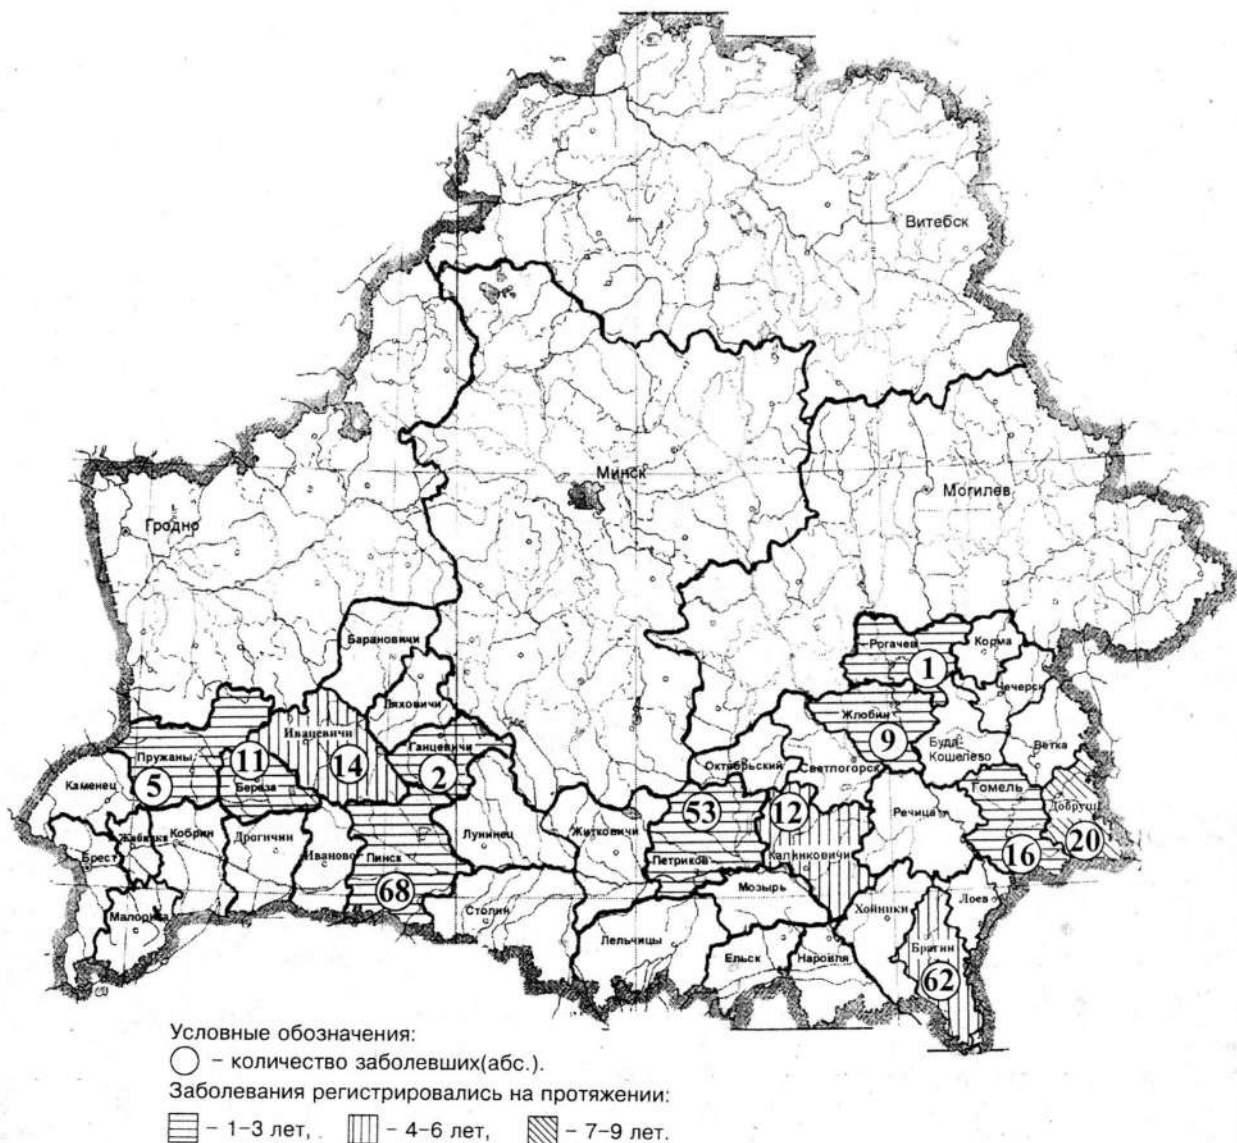 Витебск
Минск
Могилев
Гродно
Барановичи
Рогачев
Корма
1
Чечерск
Ляховичи
Ивацевичи
Жлобин
Ганцевичи
9
Буда-
Кошелево
Ветка
Пружаны
11
14
2
Октябрьский
Светлогорск
5
Береза
Гомель
Каменец
53
12
Речица
Добруш
Жабинка
Кобрин
Дрогичин
Лунинец
Житковичи
20
Брест
Иваново
Пинск
Петриков
Калинковичи
16
68
Мозырь
Малорита
Столин
Хойники
Лоев
Лельчицы
Ельск
Наровля
Брагин
62
Условные обозначения:
– количество заболевших(абс.).
Заболевания регистрировались на протяжении:
– 1–3 лет, – 4–6 лет, – 7–9 лет.